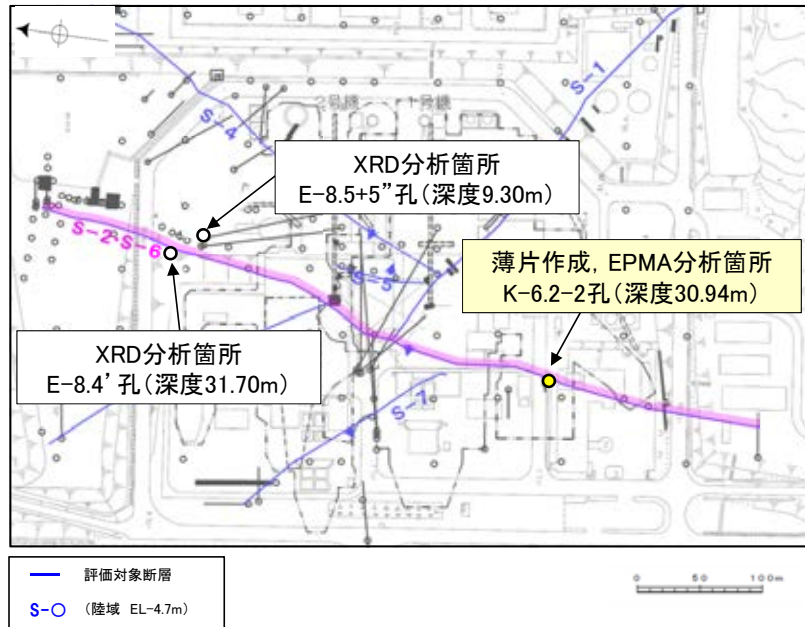 S-1
S-4
2号機
1号機
XRD分析箇所
E-8.5+5”孔(深度9.30m)
S-2・S-6
S-5
薄片作成, EPMA分析箇所
K-6.2-2孔(深度30.94m)
XRD分析箇所
E-8.4’孔(深度31.70m)
S-7
評価対象断層
S-○ (陸域 EL-4.7m)
0 50 100m